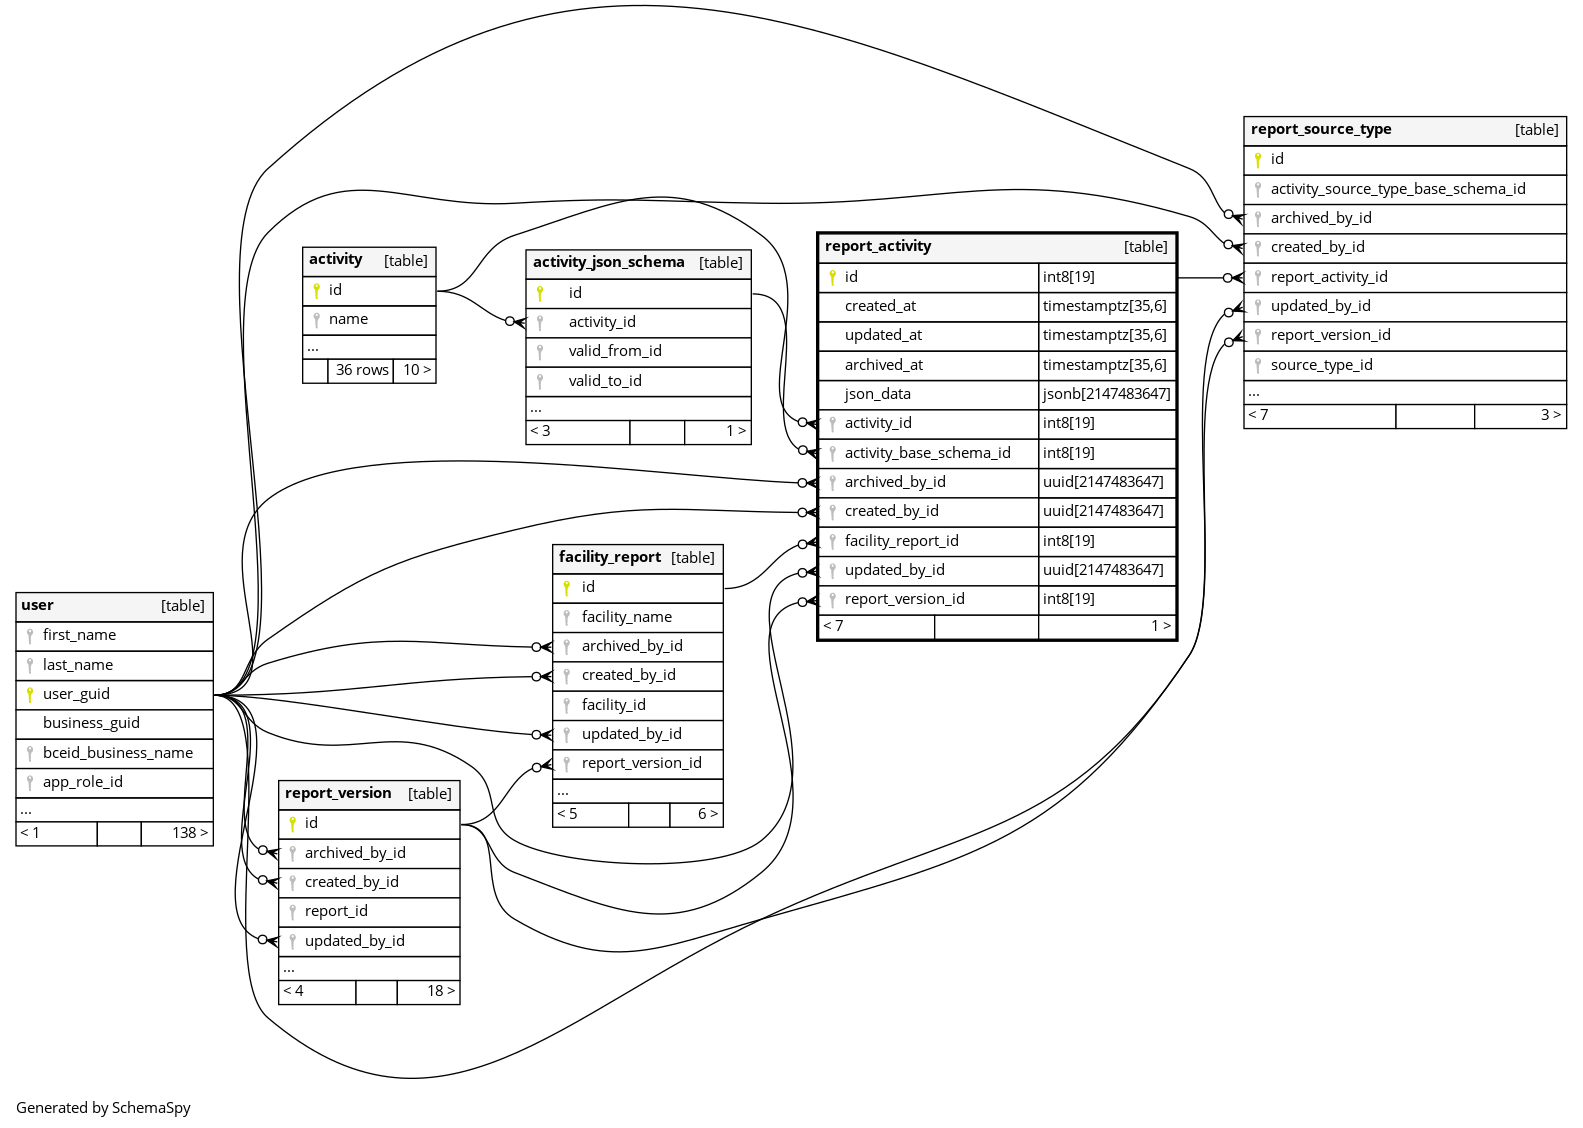 report_source_type [table]
id
activity_source_type_base_schema_id
archived_by_id
created_by_id
report_activity_id
updated_by_id
report_version_id
source_type_id
...
< 7 3 >
report_activity [table]
id int8[19]
created_at timestamptz[35,6]
updated_at timestamptz[35,6]
archived_at timestamptz[35,6]
json_data jsonb[2147483647]
activity_id int8[19]
activity_base_schema_id int8[19]
archived_by_id uuid[2147483647]
created_by_id uuid[2147483647]
facility_report_id int8[19]
updated_by_id uuid[2147483647]
report_version_id int8[19]
< 7 1 >
activity [table]
id
name
...
36 rows 10 >
activity_json_schema [table]
id
activity_id
valid_from_id
valid_to_id
...
< 3 1 >
facility_report [table]
id
facility_name
archived_by_id
created_by_id
facility_id
updated_by_id
report_version_id
...
< 5 6 >
user [table]
first_name
last_name
user_guid
business_guid
bceid_business_name
app_role_id
...
< 1 138 >
report_version [table]
id
archived_by_id
created_by_id
report_id
updated_by_id
...
< 4 18 >
Generated by SchemaSpy